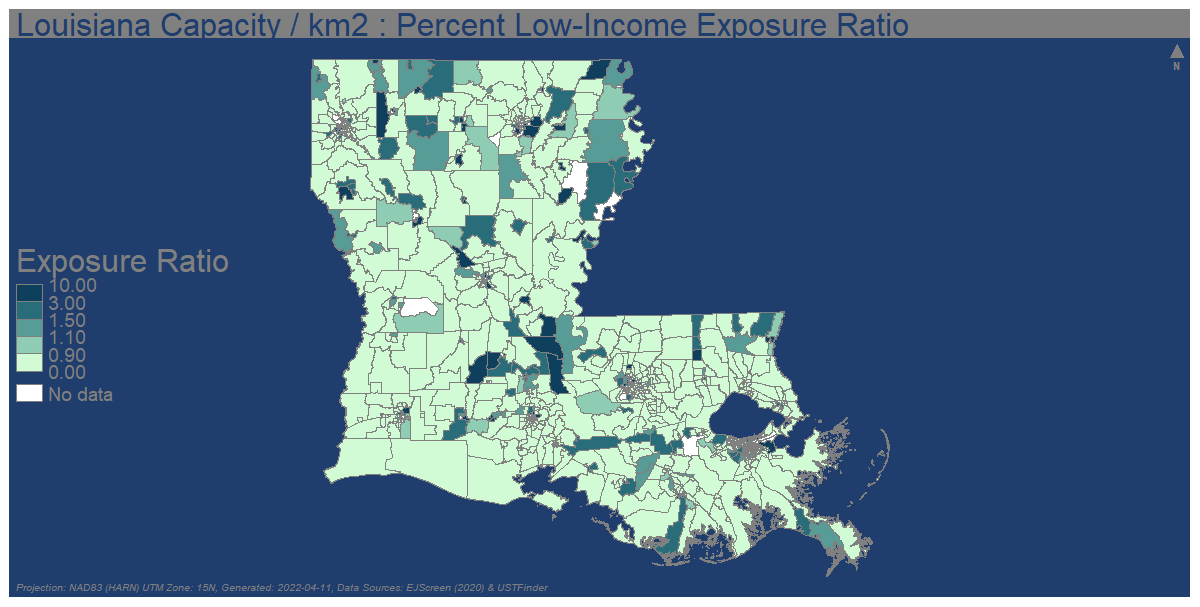 Louisiana Capacity / km2 : Percent Low-Income Exposure Ratio
N
Exposure Ratio
10.00
3.00
1.50
1.10
0.90
0.00
No data
Projection: NAD83 (HARN) UTM Zone: 15N, Generated: 2022-04-11, Data Sources: EJScreen (2020) & USTFinder